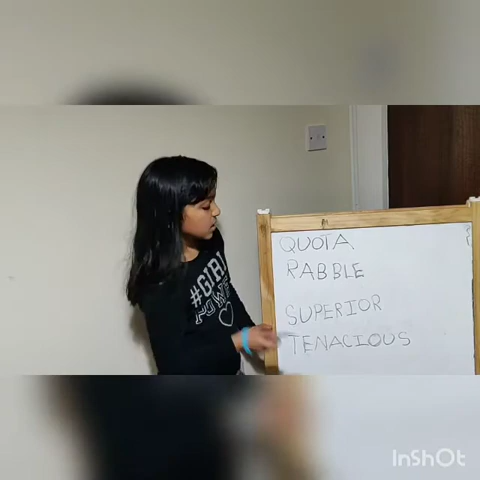 QUOTA
RABBLE
SUPERIOR
TENACIOUS
#GIRL
POWER
InShOt